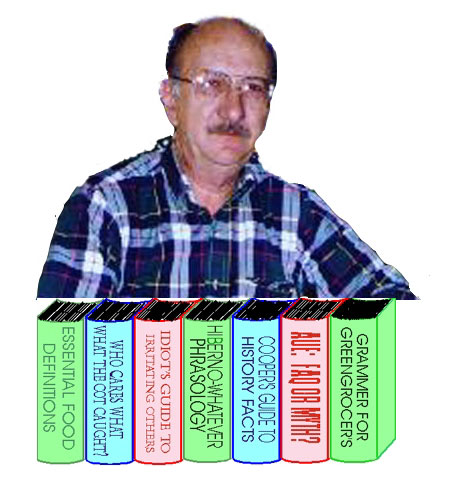 ESSENTIAL FOOD
DEFINITIONS
WHO CARES WHAT
WHAT THE COT CAUGHT?
IDIOT'S GUIDE TO
IRRITATING OTHERS
HIBERNO-WHATEVER
PHRASOLOGY
COOPER'S GUIDE TO
HISTORY FACTS
AUE: FAQ OR MYTH?
GRAMMER FOR
GREENGROCER'S